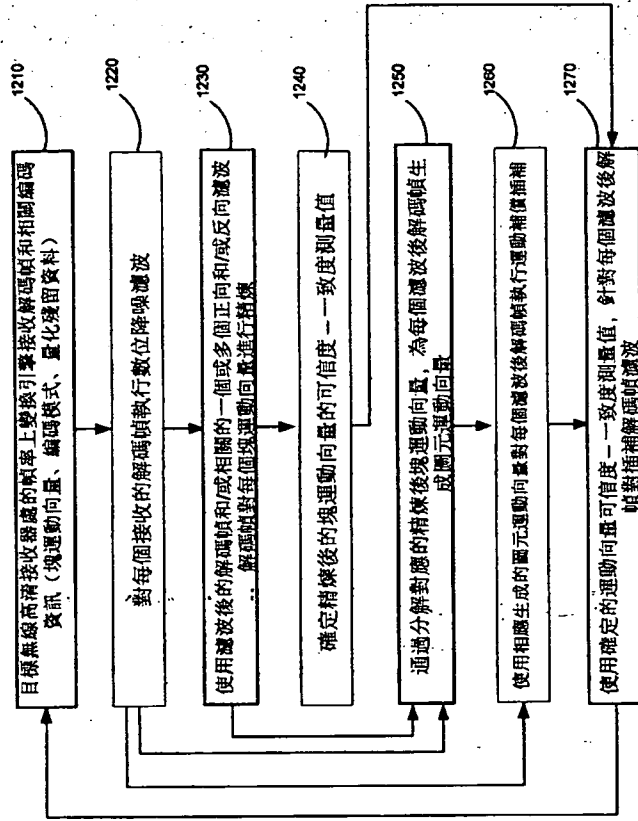 1210
目標無線高清接收器處的幀率上變換引擎接收解碼幀和相關編碼
資訊（塊運動向量、編碼模式、量化殘留資料）
1220
對每個接收的解碼幀執行數位降噪濾波
1230
使用濾波後的解碼幀和/或相關的一個或多個正向和/或反向濾波
解碼幀對每個塊運動向量進行精煉
1240
確定精煉後的塊運動向量的可信度－一致度測量值
1250
通過分解對應的精煉後塊運動向量，為每個濾波後解碼幀生
成圖元運動向量
1260
使用相應生成的圖元運動向量對每個濾波後解碼幀執行運動補償插補
1270
使用確定的運動向量可信度－一致度測量值，針對每個濾波後解碼
幀對插補解碼幀濾波